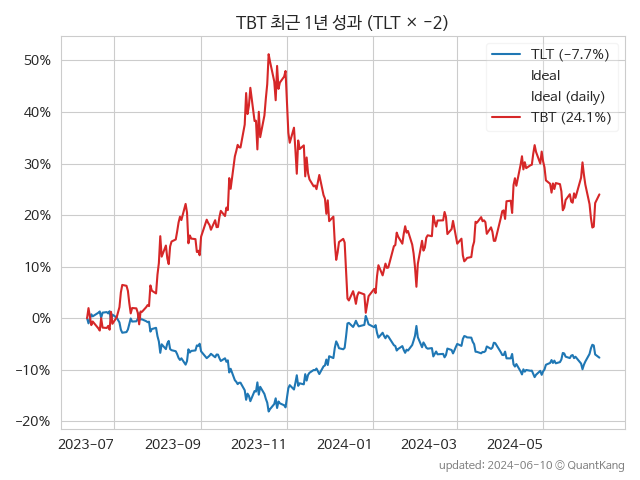 TBT 최근 1년 성과 (TLT × −2)
TLT (−7.7%)
Ideal
Ideal (daily)
TBT (24.1%)
50%
40%
30%
20%
10%
0%
−10%
−20%
2023-07
2023-09
2023-11
2024-01
2024-03
2024-05
updated: 2024-06-10 © QuantKang